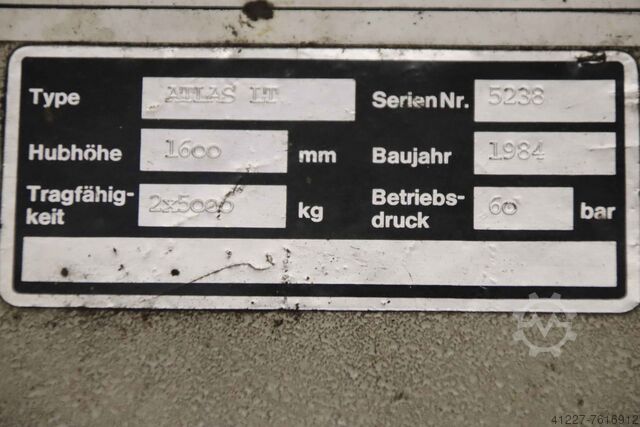 Type ATLAS LT Serien Nr. 5238
Hubhöhe 1600 mm Baujahr 1984
Tragfähig- Betriebs-
keit 2x5000 kg druck 60 bar
41227-7616912